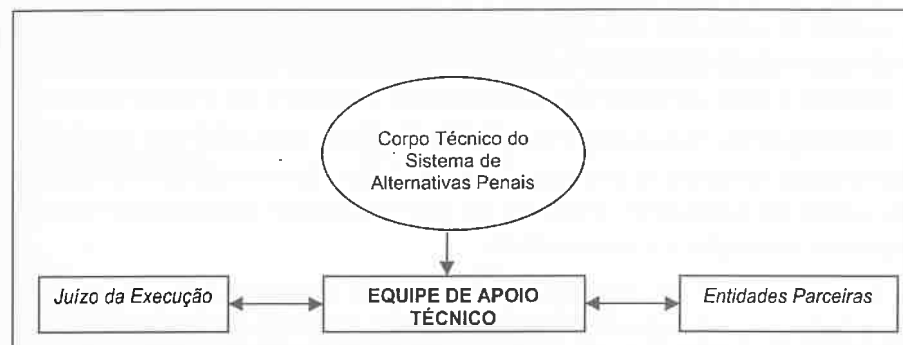 Corpo Técnico do
Sistema de
Alternativas Penais
Juízo da Execução
EQUIPE DE APOIO
TÉCNICO
Entidades Parceiras